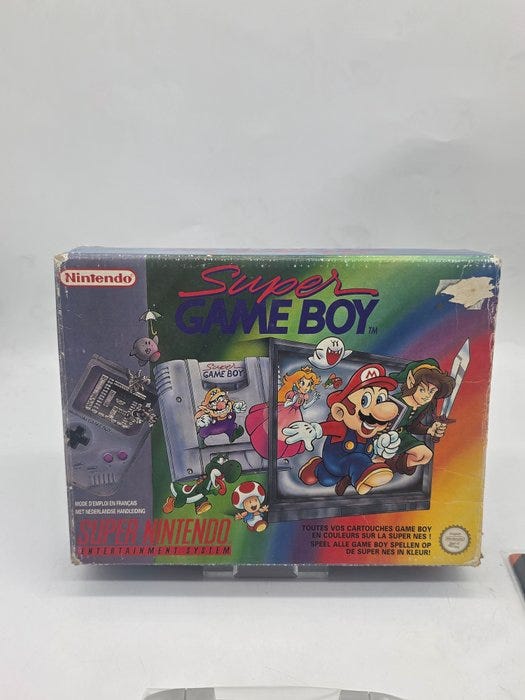 Nintendo
Super
GAME BOY
TM
Super
GAME BOY
MODE D'EMPLOI EN FRANÇAIS
MET NEDERLANDSE HANDLEIDING
SUPER NINTENDO
ENTERTAINMENT SYSTEM
TOUTES VOS CARTOUCHES GAME BOY
EN COULEURS SUR LA SUPER NES !
SPEEL ALLE GAME BOY SPELLEN OP
DE SUPER NES IN KLEUR!